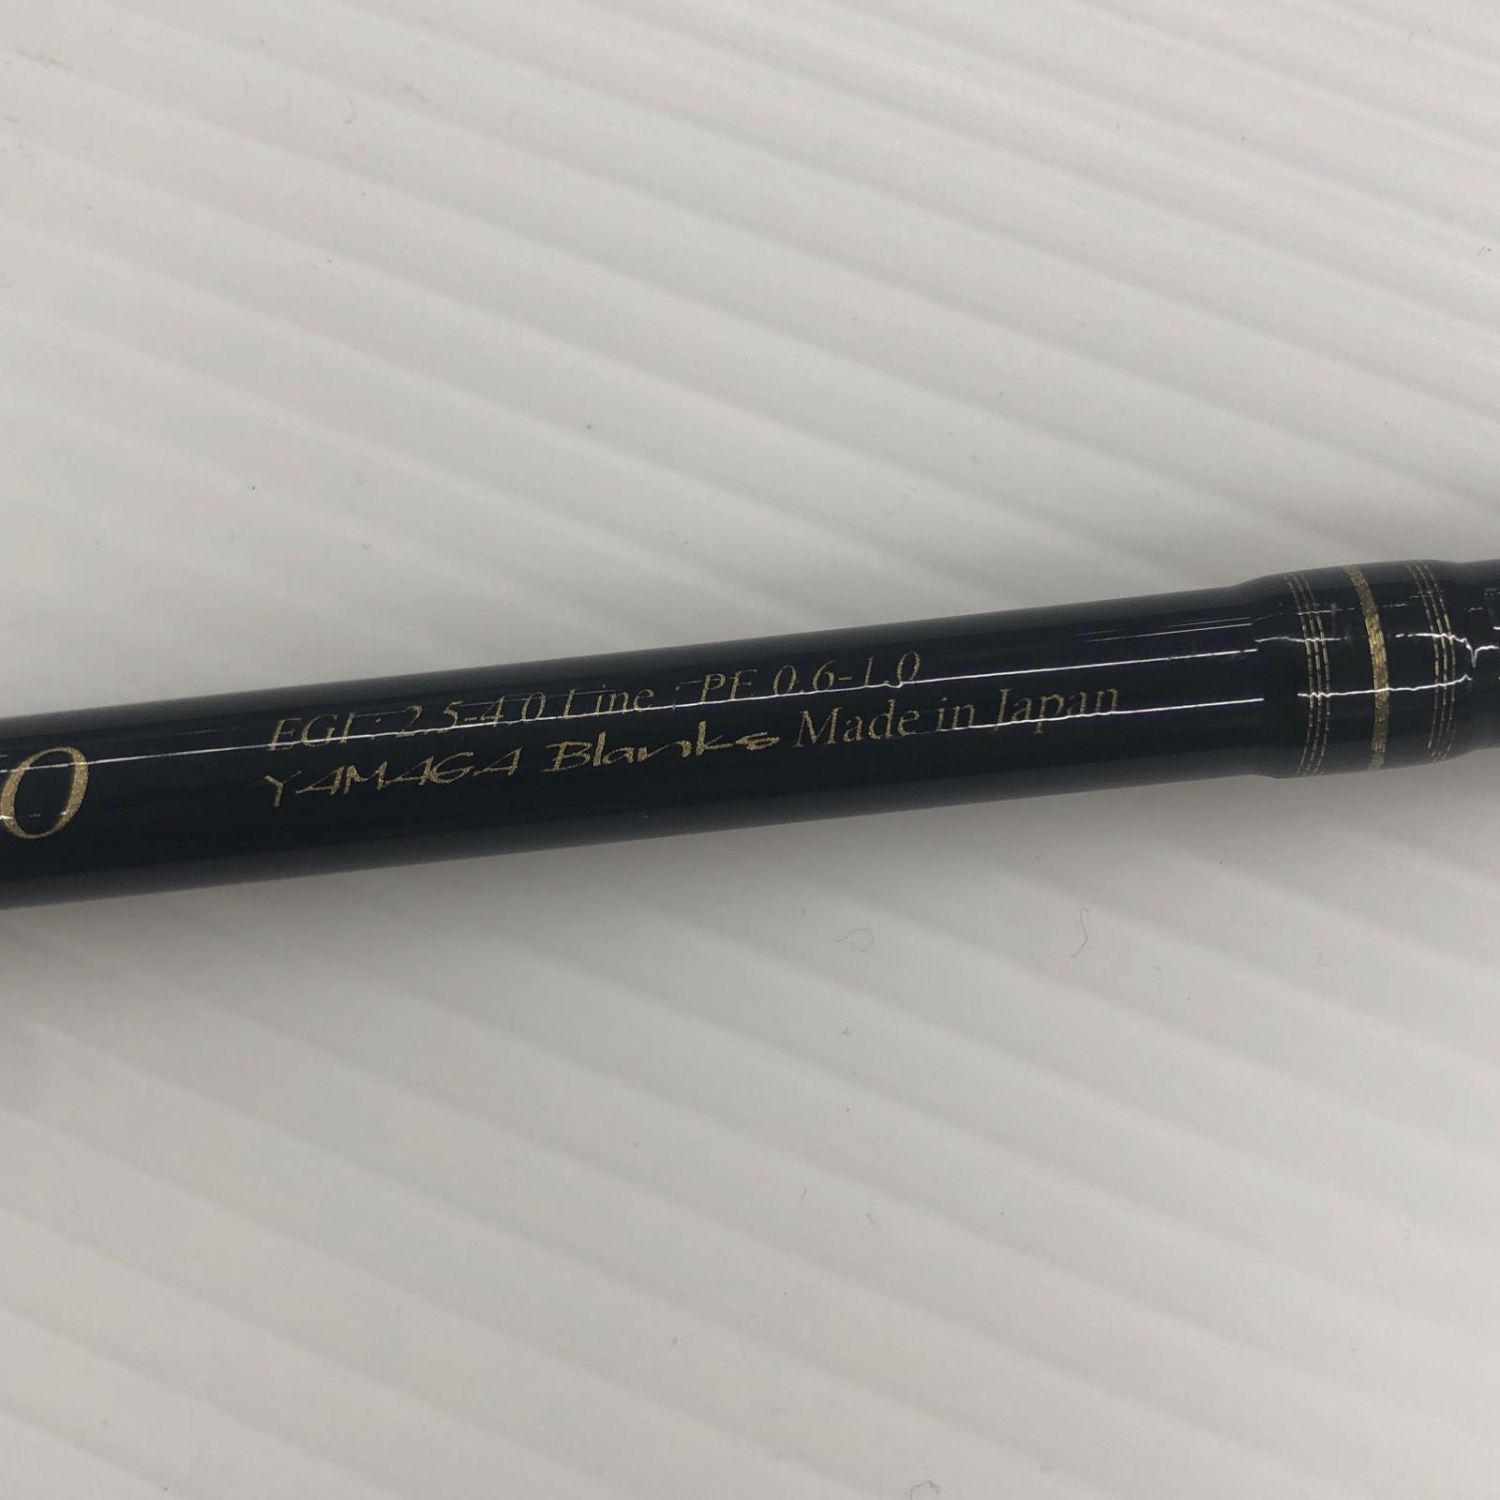 EGI : 2.5-4.0 Line : PE 0.6-1.0
YAMAGA Blanks Made in Japan